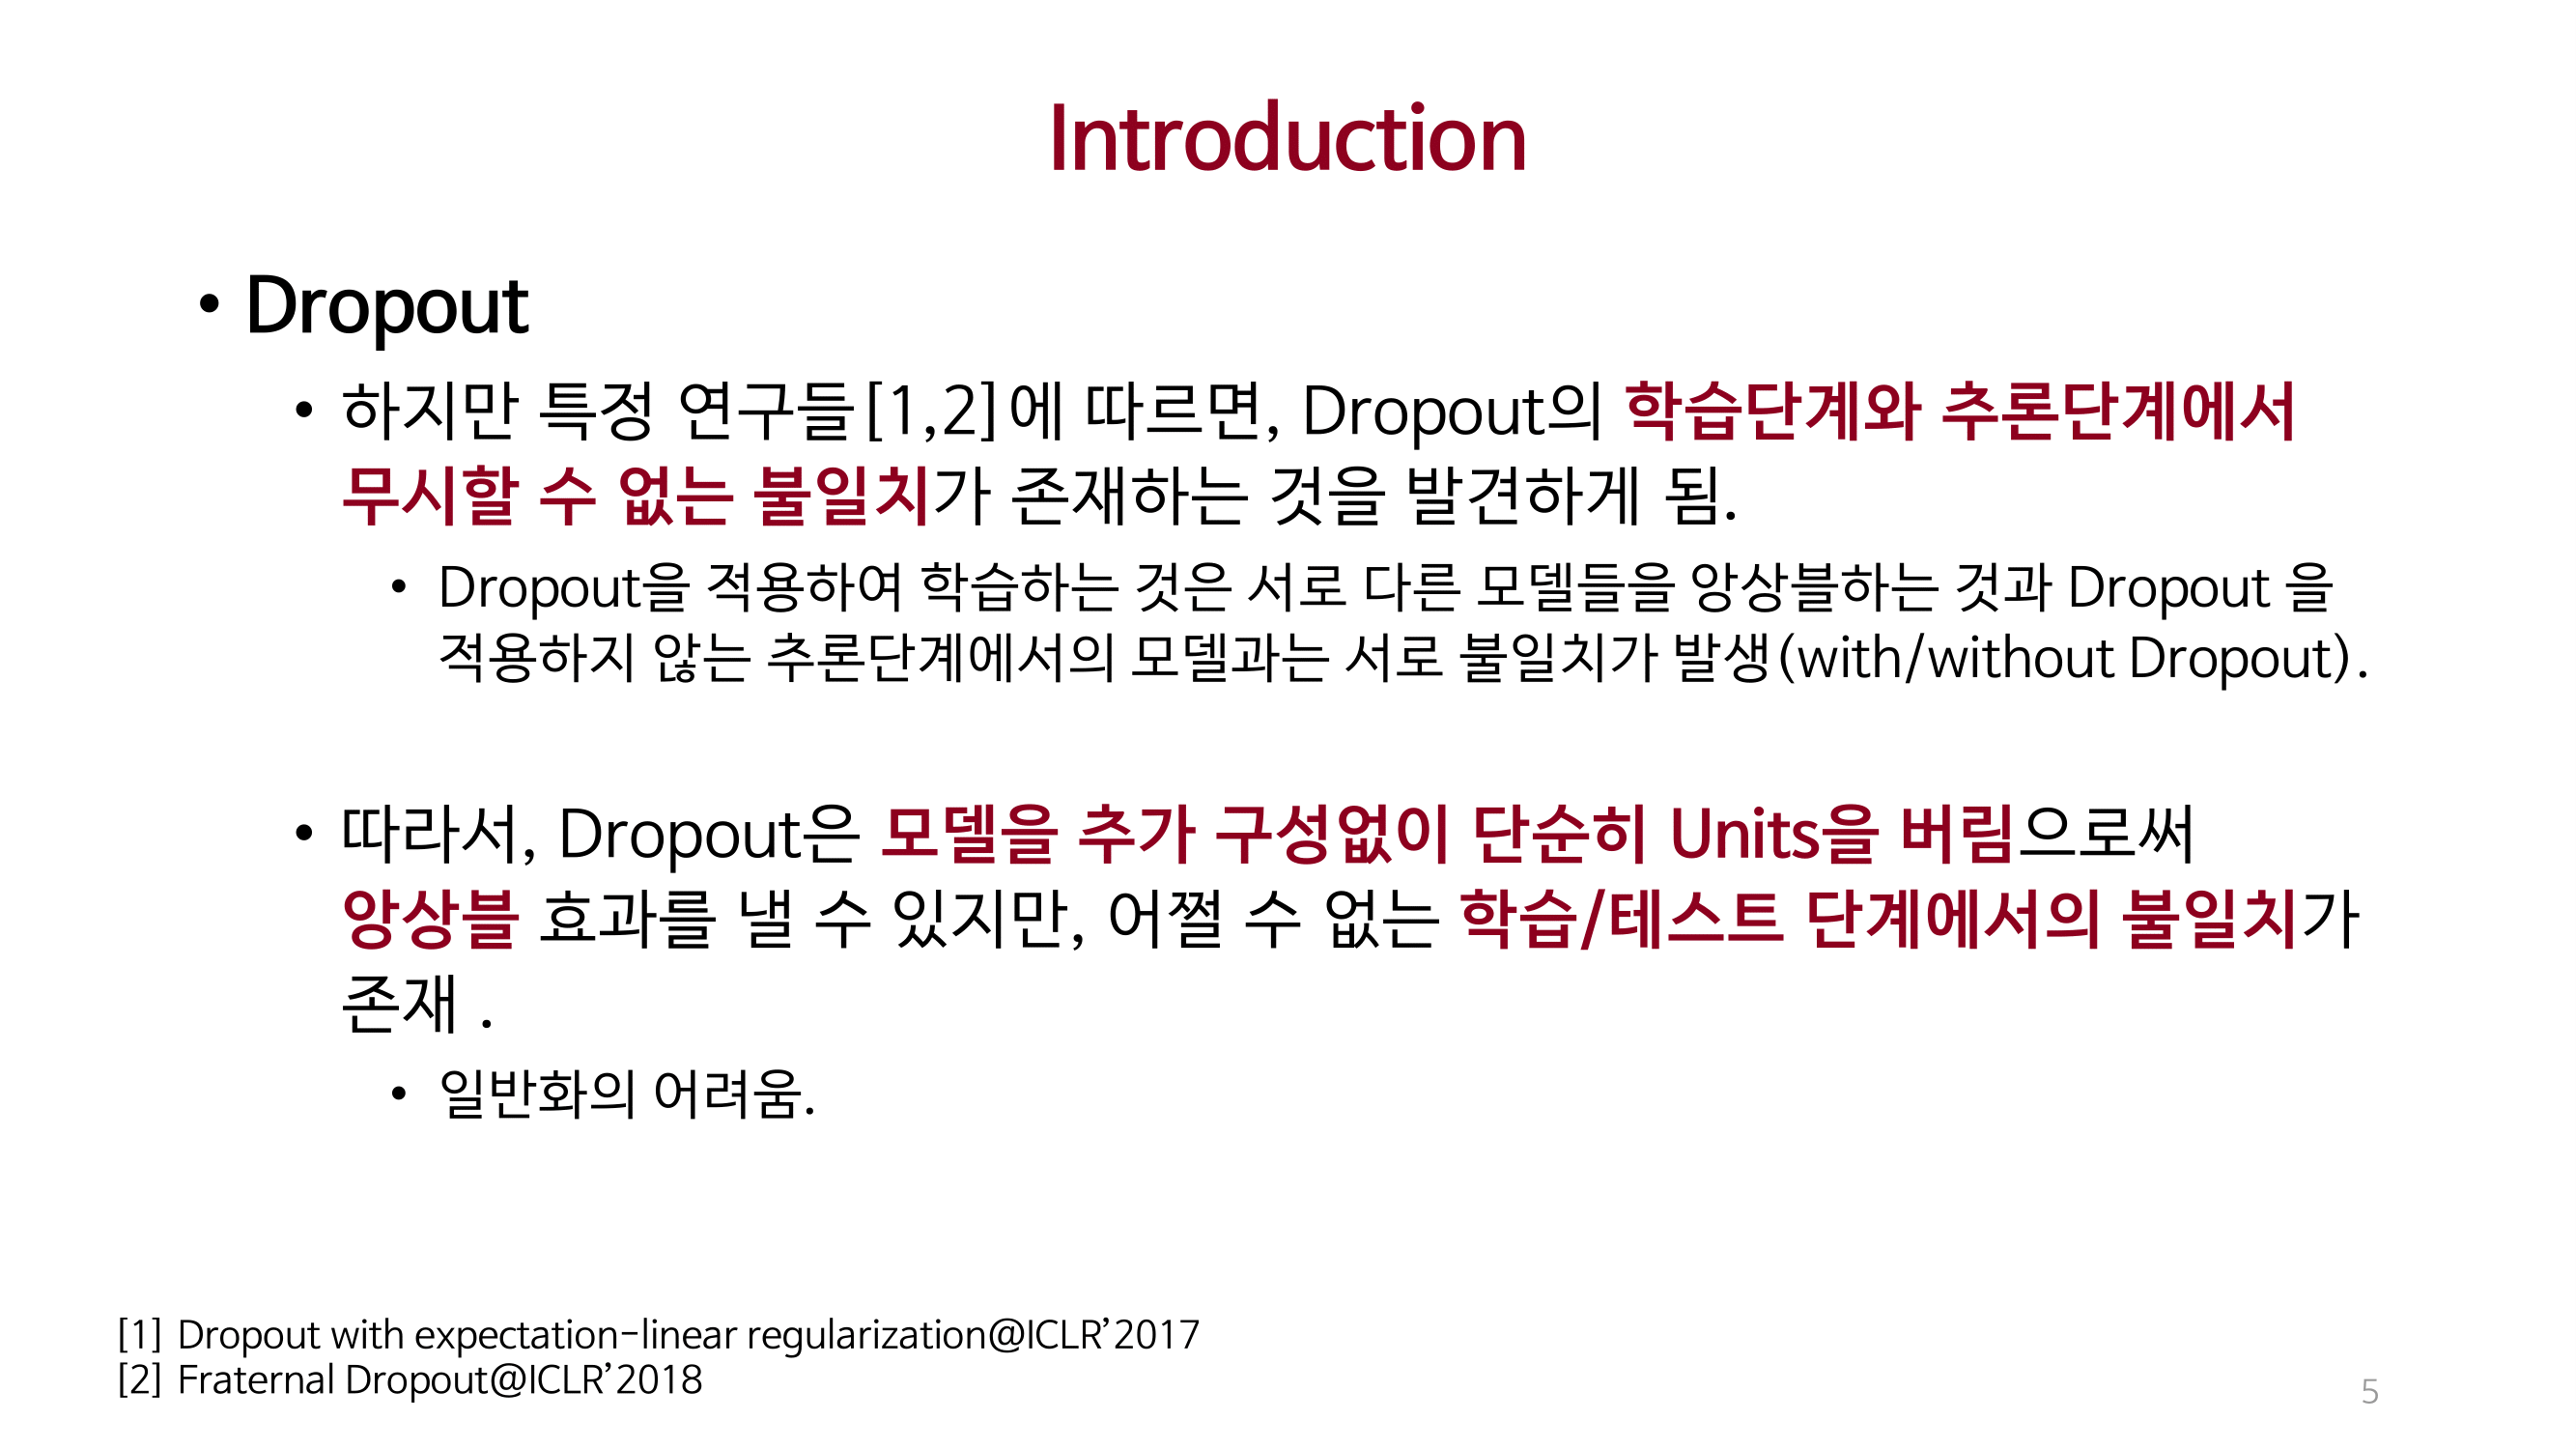 Introduction
• Dropout
• 하지만 특정 연구들[1,2]에 따르면, Dropout의 학습단계와 추론단계에서
무시할 수 없는 불일치가 존재하는 것을 발견하게 됨.
• Dropout을 적용하여 학습하는 것은 서로 다른 모델들을 앙상블하는 것과 Dropout 을
적용하지 않는 추론단계에서의 모델과는 서로 불일치가 발생(with/without Dropout).
• 따라서, Dropout은 모델을 추가 구성없이 단순히 Units을 버림으로써
앙상블 효과를 낼 수 있지만, 어쩔 수 없는 학습/테스트 단계에서의 불일치가
존재 .
• 일반화의 어려움.
[1] Dropout with expectation-linear regularization@ICLR’2017
[2] Fraternal Dropout@ICLR’2018
5